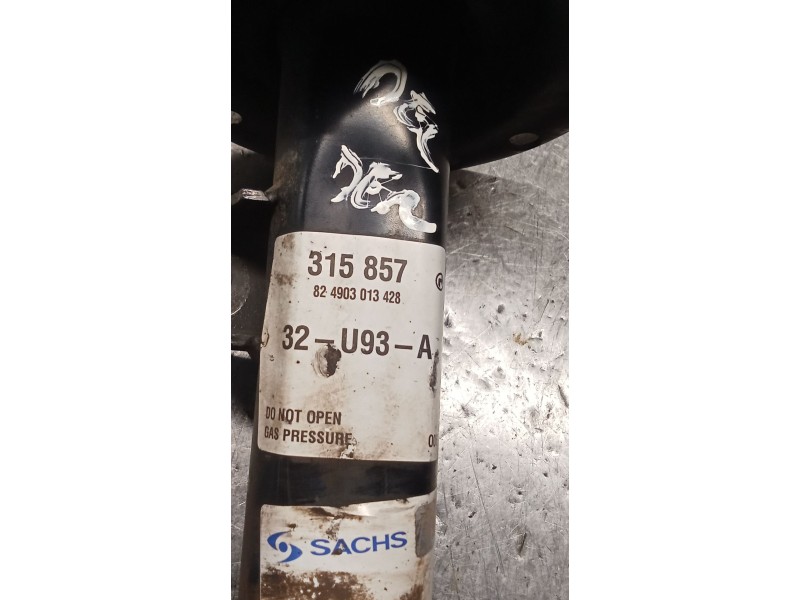 315 857
82 4903 013 428
32-U93-A
DO NOT OPEN
GAS PRESSURE
SACHS